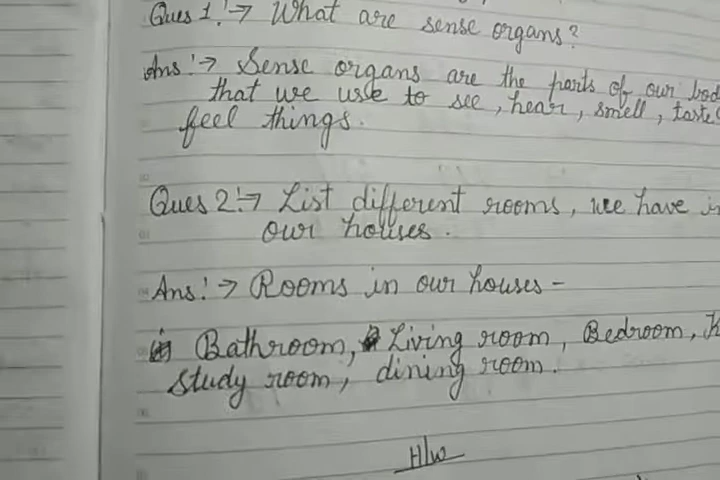 Ques 1:→ What are sense organs?
Ans:→ Sense organs are the parts of our bod
that we use to see, hear, smell, taste
feel things.
Ques 2:→ List different rooms, we have in
our houses.
Ans:→ Rooms in our houses -
Bathroom, Living room, Bedroom, K
study room, dining room.
H/w